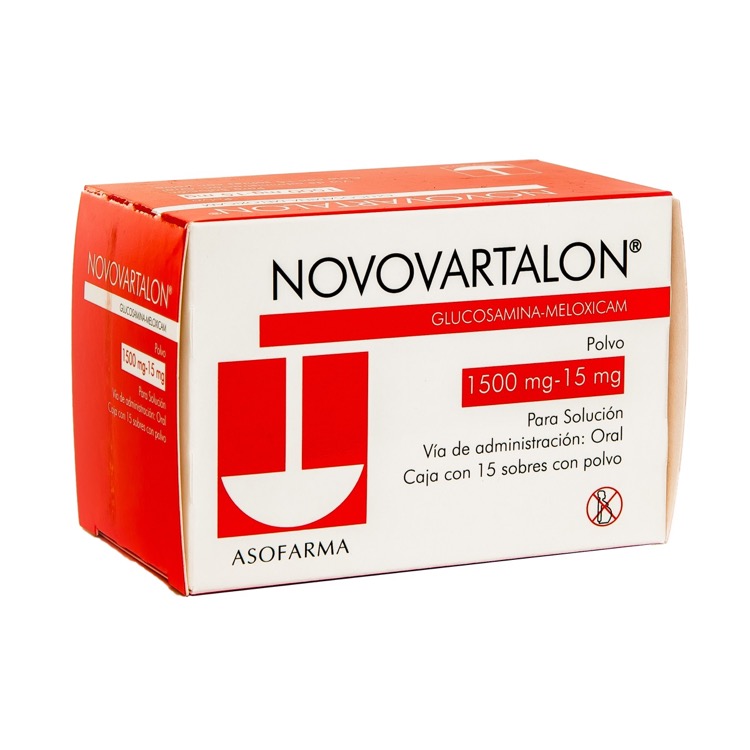 NOVOVARTALON®
GLUCOSAMINA-MELOXICAM
Polvo
1500 mg-15 mg
Para Solución
Vía de administración: Oral
Caja con 15 sobres con polvo
ASOFARMA
NOVOVARTALON®
GLUCOSAMINA-MELOXICAM
Polvo
1500 mg-15 mg
Para Solución
Vía de administración: Oral
Caja con 15 sobres con polvo